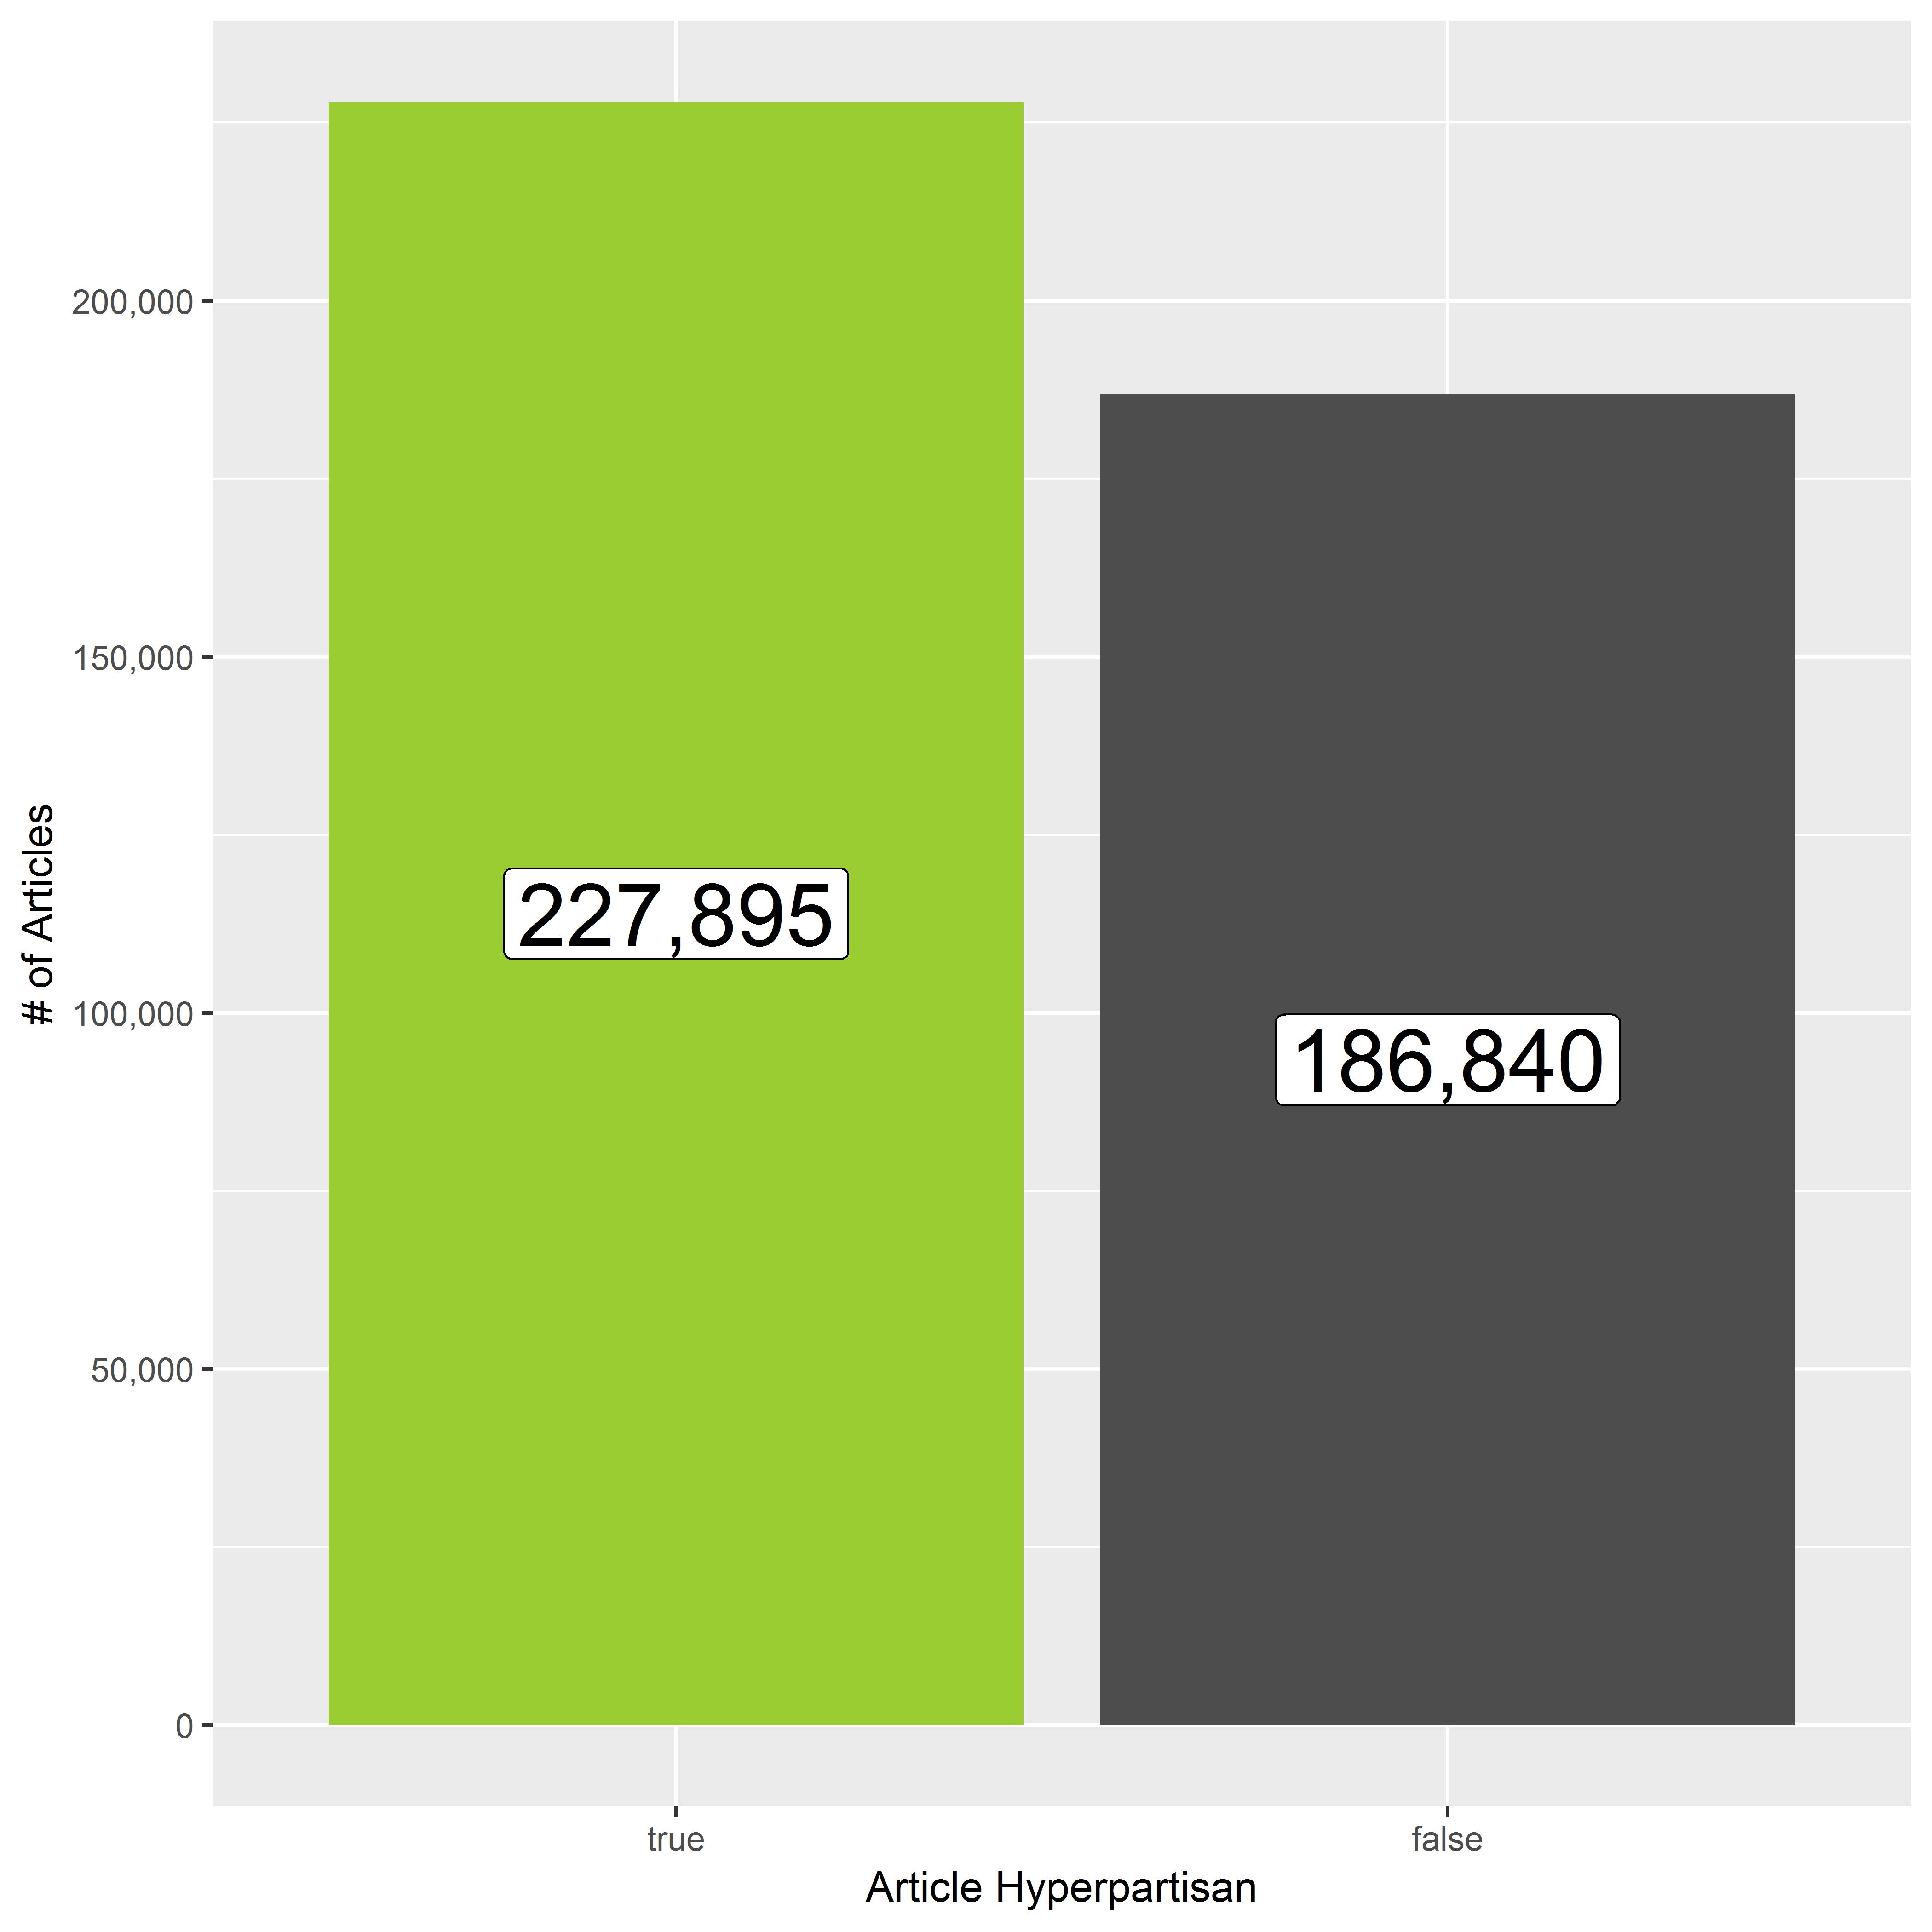 # of Articles
200,000
150,000
100,000
50,000
0
227,895
186,840
true
false
Article Hyperpartisan